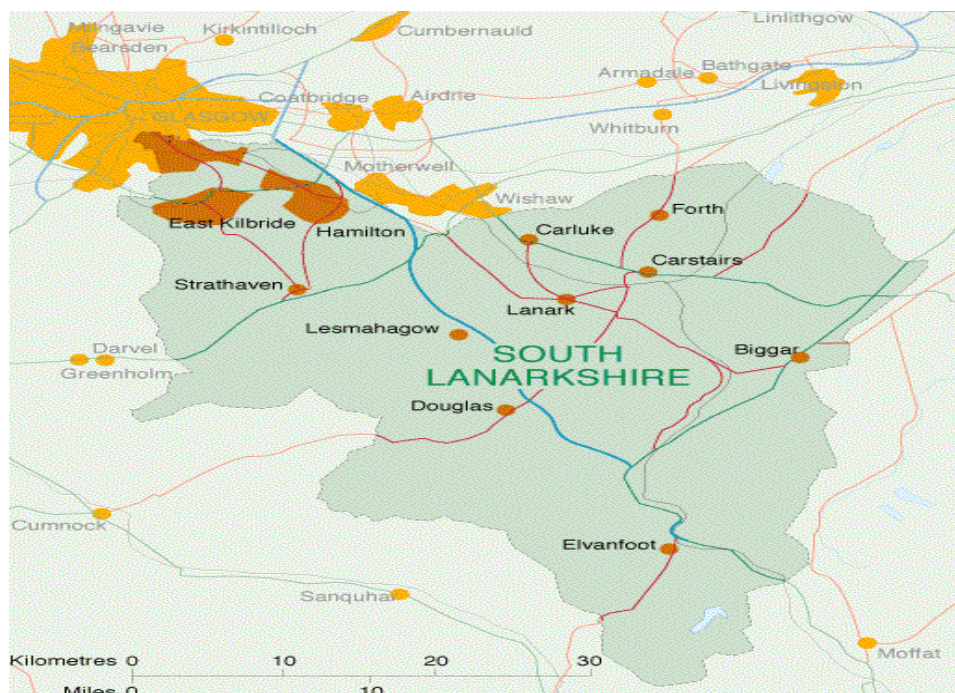 Milngavie
Kirkintilloch
Cumbernauld
Linlithgow
Bearsden
Armadale
Bathgate
Livingston
Coatbridge
Airdrie
GLASGOW
Whitburn
Motherwell
Wishaw
East Kilbride
Hamilton
Carluke
Forth
Carstairs
Strathaven
Lanark
Lesmahagow
Darvel
Greenholm
SOUTH
LANARKSHIRE
Biggar
Douglas
Cumnock
Elvanfoot
Sanquhar
Moffat
Kilometres 0 10 20 30
Miles 0 10